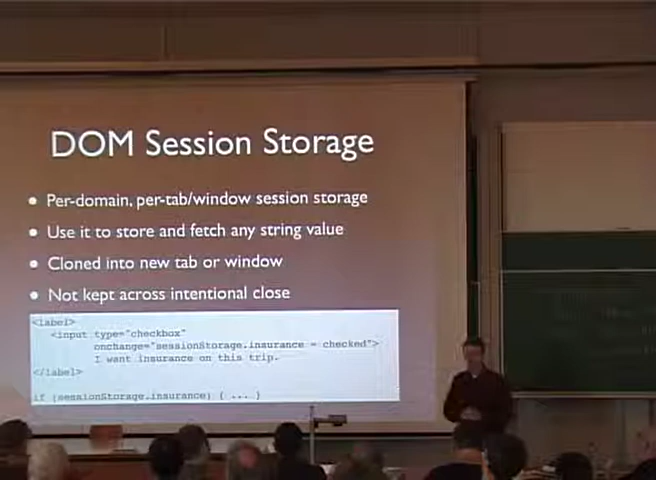 DOM Session Storage
Per-domain, per-tab/window session storage
Use it to store and fetch any string value
Cloned into new tab or window
Not kept across intentional close
<label>
<input type="checkbox"
onchange="sessionStorage.insurance = checked">
I want insurance on this trip.
</label>
if (sessionStorage.insurance) { ... }